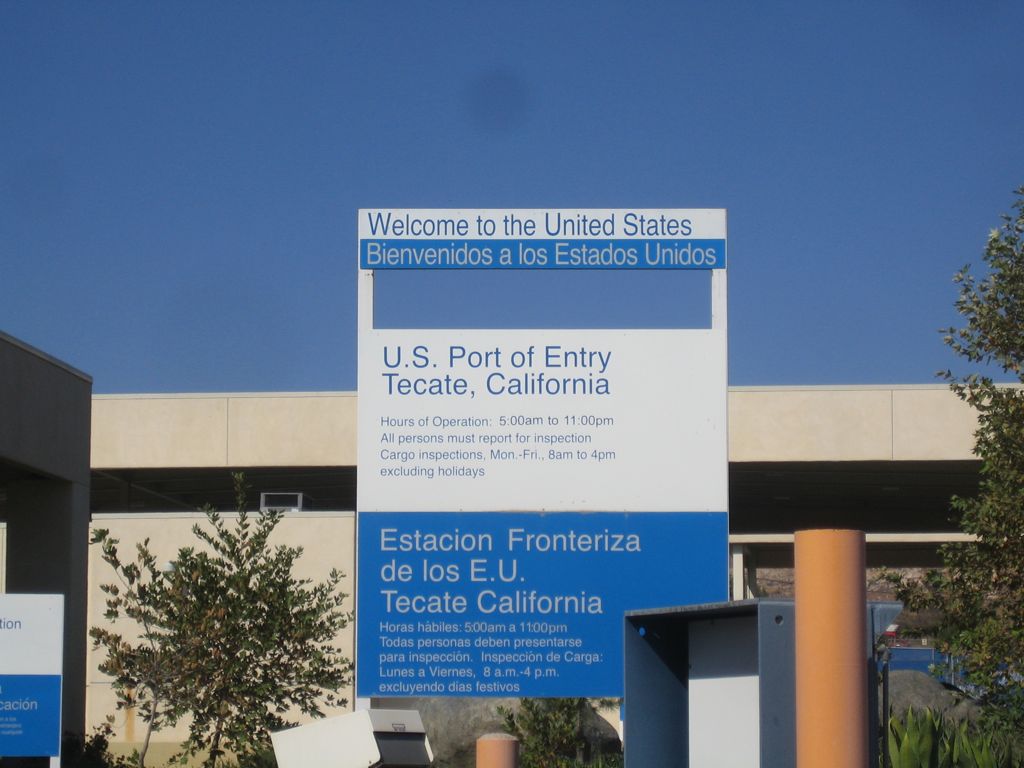 Welcome to the United States
Bienvenidos a los Estados Unidos
U.S. Port of Entry
Tecate, California
Hours of Operation: 5:00am to 11:00pm
All persons must report for inspection
Cargo inspections, Mon.-Fri., 8am to 4pm
excluding holidays
Estacion Fronteriza
de los E.U.
Tecate California
Horas hàbiles: 5:00am a 11:00pm
Todas personas deben presentarse
para inspección. Inspección de Carga:
Lunes a Viernes, 8 a.m.-4 p.m.
excluyendo dias festivos